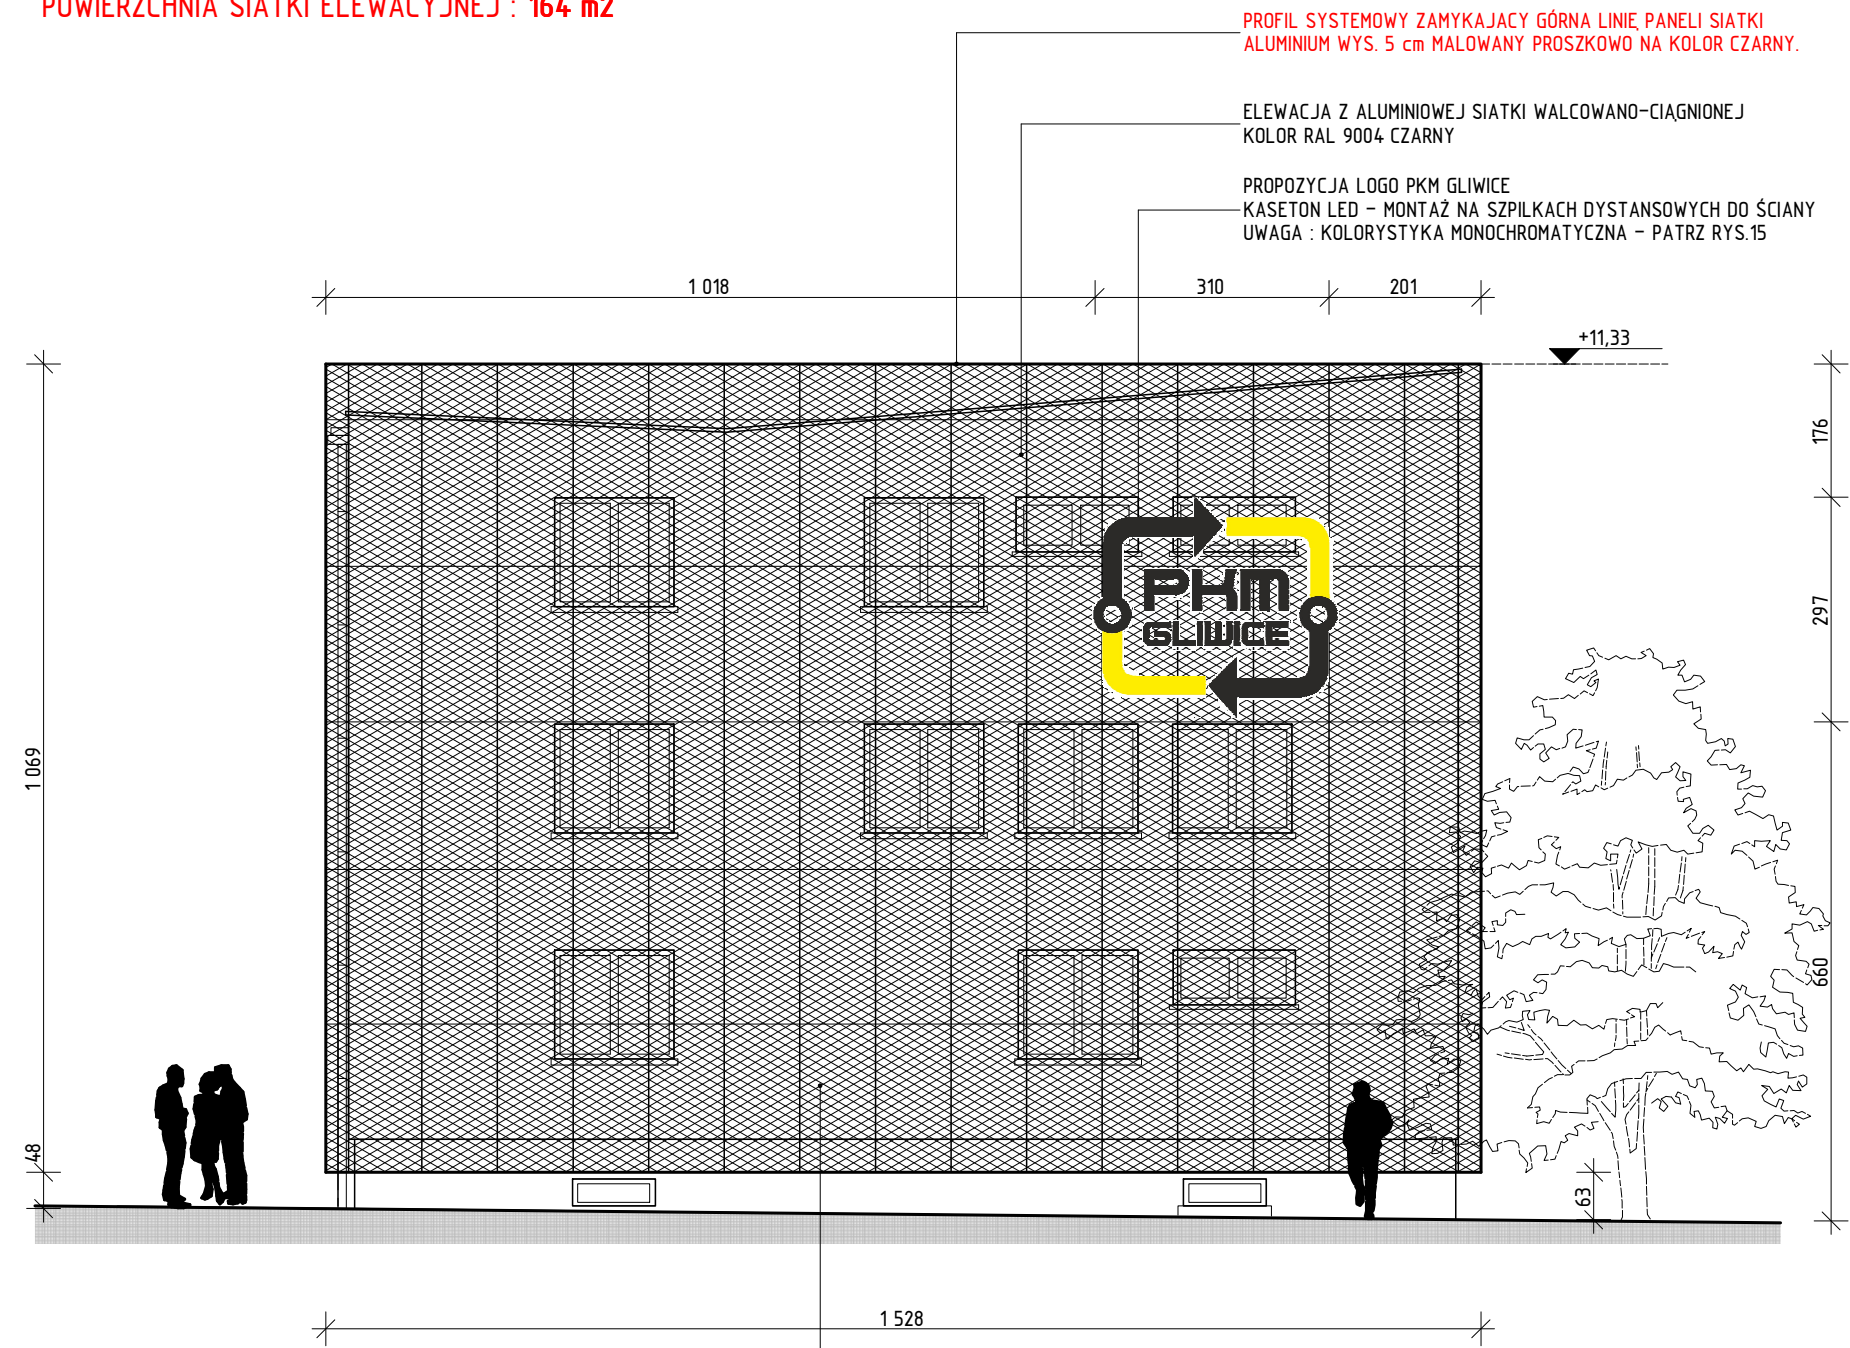 POWIERZCHNIA SIATKI ELEWACYJNEJ : 164 m2
PROFIL SYSTEMOWY ZAMYKAJACY GÓRNA LINIĘ PANELI SIATKI
ALUMINIUM WYS. 5 cm MALOWANY PROSZKOWO NA KOLOR CZARNY.
ELEWACJA Z ALUMINIOWEJ SIATKI WALCOWANO-CIĄGNIONEJ
KOLOR RAL 9004 CZARNY
PROPOZYCJA LOGO PKM GLIWICE
KASETON LED - MONTAŻ NA SZPILKACH DYSTANSOWYCH DO ŚCIANY
UWAGA : KOLORYSTYKA MONOCHROMATYCZNA - PATRZ RYS.15
1 018
310
201
+11,33
176
297
660
63
1 069
48
PKM
GLIWICE
1 528